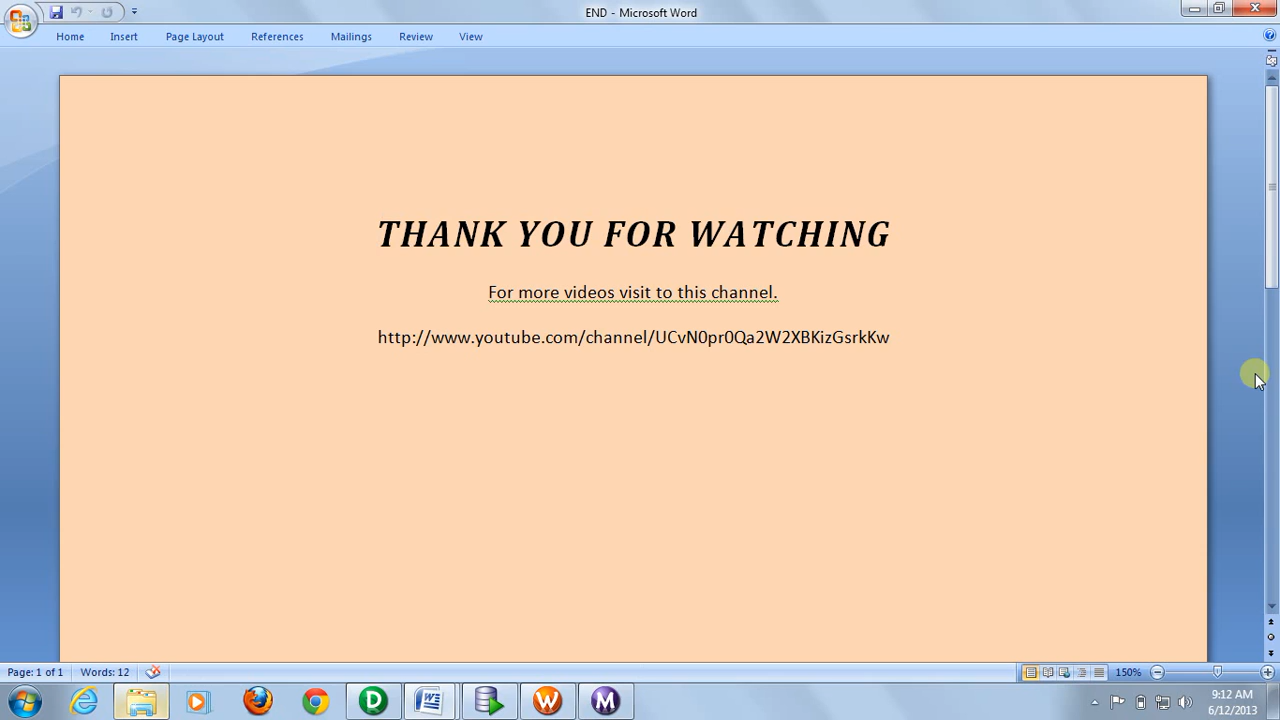 END - Microsoft Word
Home Insert Page Layout References Mailings Review View
THANK YOU FOR WATCHING
For more videos visit to this channel.
http://www.youtube.com/channel/UCvN0pr0Qa2W2XBKizGsrkKw
Page: 1 of 1 Words: 12 150%
9:12 AM
6/12/2013